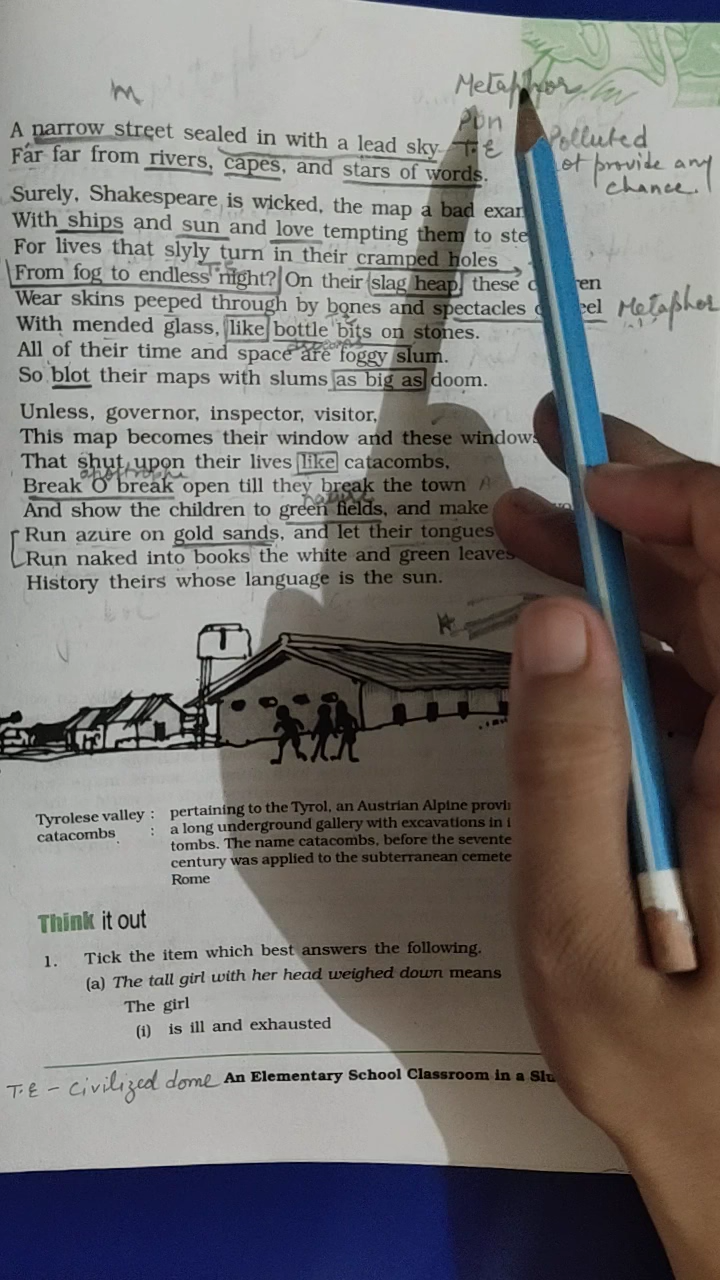 m
Metaphor
Pun
T.E
Polluted
ot provide any
chance.
A narrow street sealed in with a lead sky
Far far from rivers, capes, and stars of words.
Surely, Shakespeare is wicked, the map a bad exam
With ships and sun and love tempting them to ste
For lives that slyly turn in their cramped holes
From fog to endless night? On their slag heap, these c ren
Wear skins peeped through by bones and spectacles o eel Metaphor
With mended glass, like bottle bits on stones.
All of their time and space are foggy slum.
So blot their maps with slums as big as doom.
Unless, governor, inspector, visitor,
This map becomes their window and these windows
That shut upon their lives like catacombs,
apostrophe
Break O break open till they break the town
nature
And show the children to green fields, and make
Run azure on gold sands, and let their tongues
Run naked into books the white and green leaves
History theirs whose language is the sun.
Tyrolese valley : pertaining to the Tyrol, an Austrian Alpine provi
catacombs : a long underground gallery with excavations in i
tombs. The name catacombs, before the sevente
century was applied to the subterranean cemete
Rome
Think it out
1. Tick the item which best answers the following.
(a) The tall girl with her head weighed down means
The girl
(i) is ill and exhausted
T.E - Civilized dome An Elementary School Classroom in a Slu